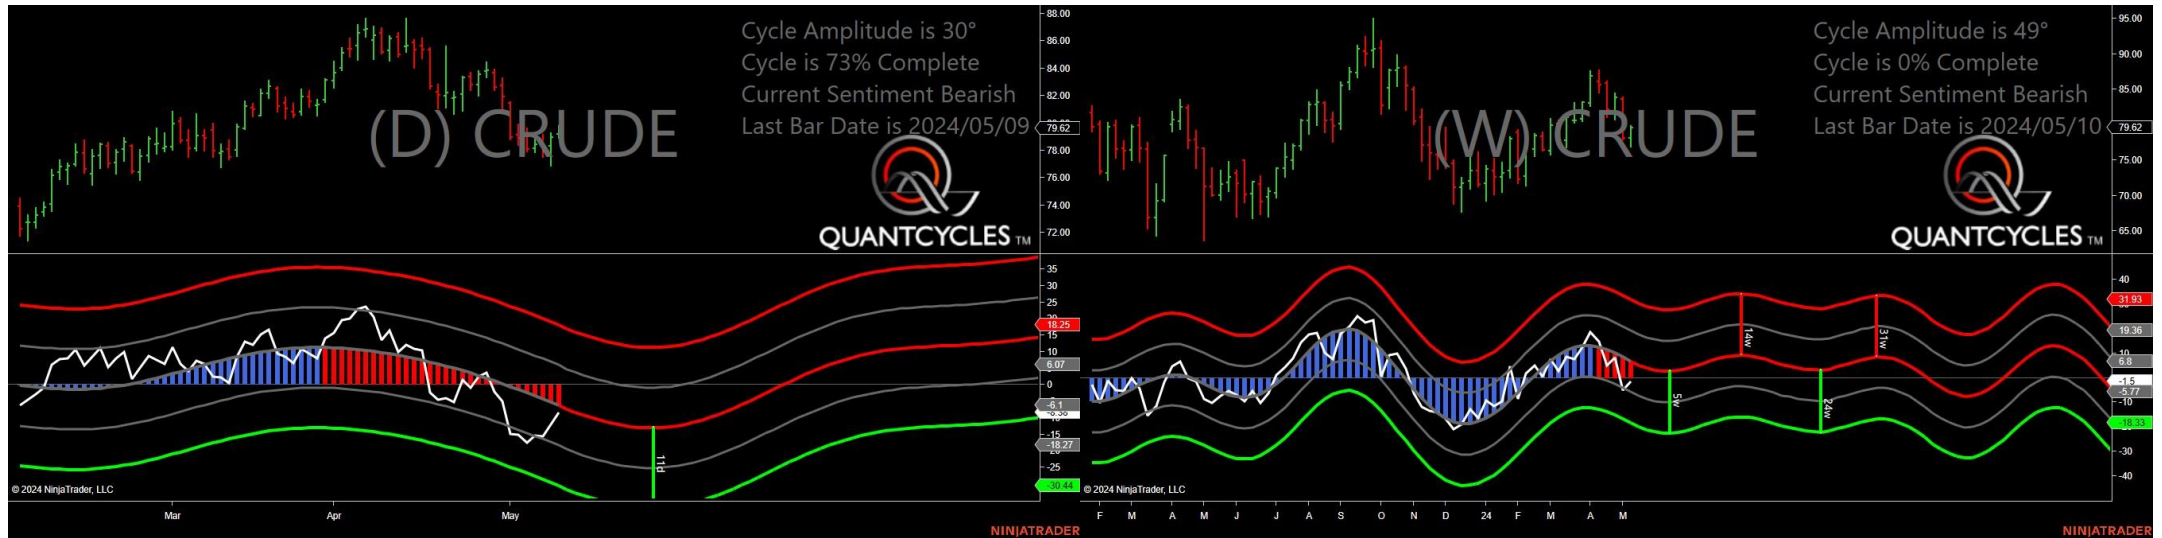 Cycle Amplitude is 30°
Cycle is 73% Complete
Current Sentiment Bearish
Last Bar Date is 2024/05/09
(D) CRUDE
QUANTCYCLES TM
88.00
86.00
84.00
82.00
79.62
78.00
76.00
74.00
72.00
35
30
25
18.25
15
10
6.07
0
-6.1
-15
-18.27
-25
-30.44
11d
© 2024 NinjaTrader, LLC
Mar Apr May
NINJATRADER
Cycle Amplitude is 49°
Cycle is 0% Complete
Current Sentiment Bearish
Last Bar Date is 2024/05/10
(W) CRUDE
QUANTCYCLES TM
95.00
90.00
85.00
79.62
75.00
70.00
65.00
40
31.93
19.36
10
6.8
-1.5
-5.77
-10
-18.33
-30
-40
5w
14w
24w
31w
© 2024 NinjaTrader, LLC
F M A M J J A S O N D 24 F M A M
NINJATRADER